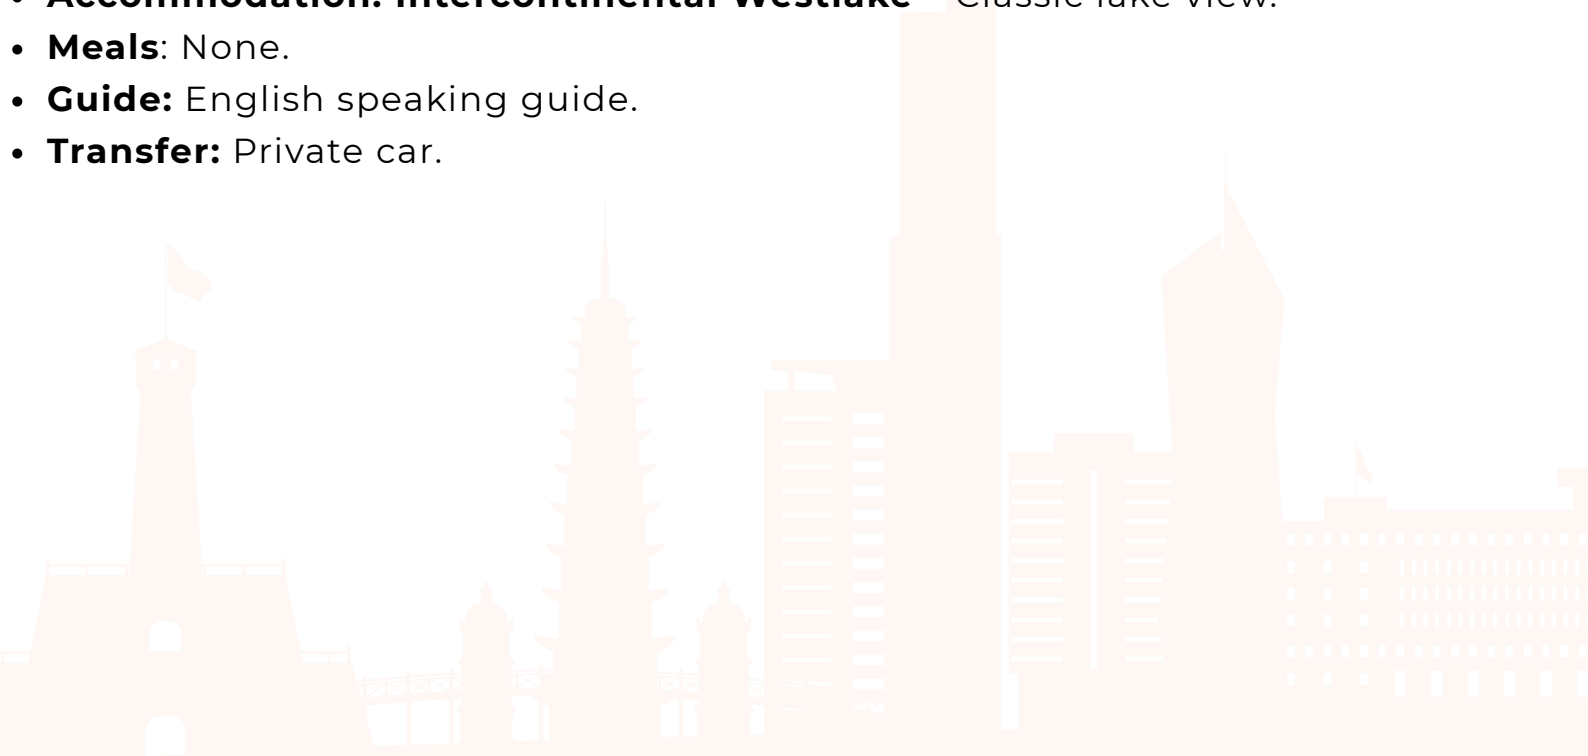 • Accommodation: Intercontinental Westlake - Classic lake view.
• Meals: None.
• Guide: English speaking guide.
• Transfer: Private car.